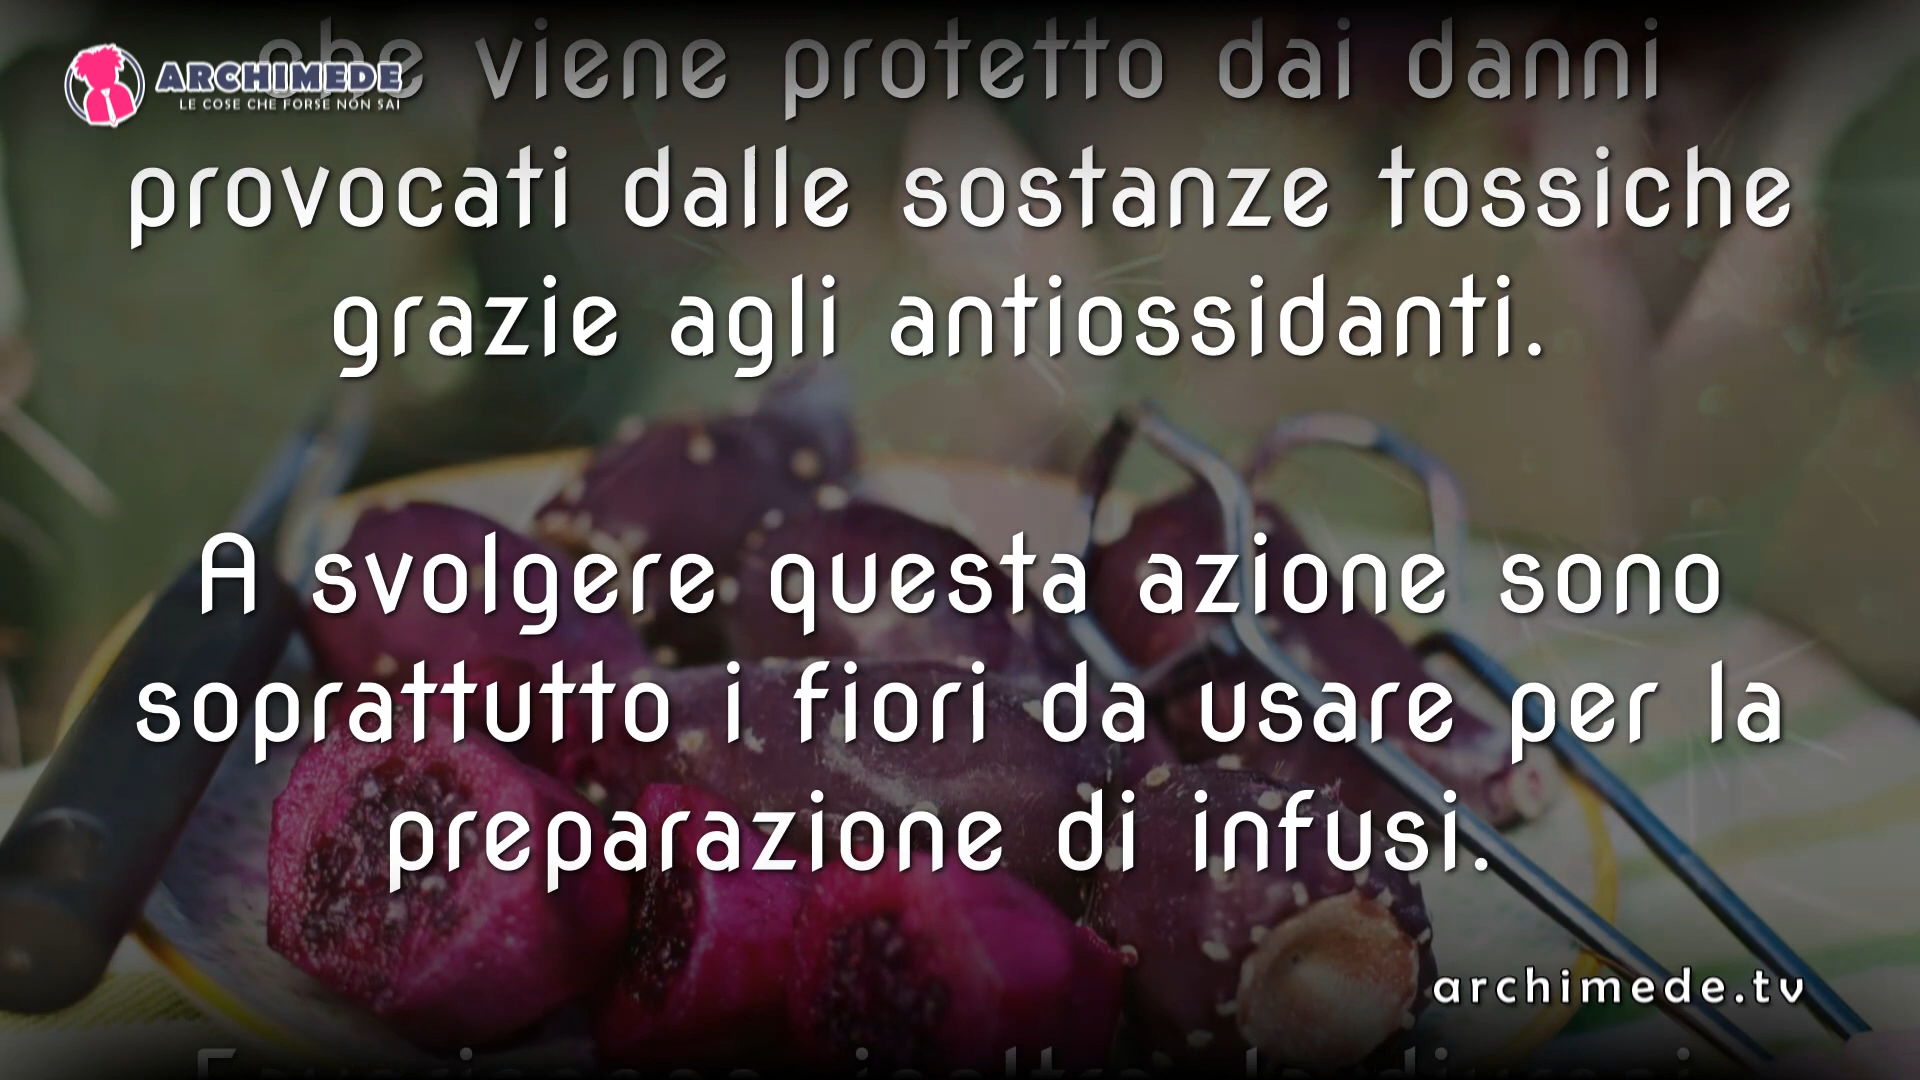 ARCHIMEDE
LE COSE CHE FORSE NON SAI
che viene protetto dai danni
provocati dalle sostanze tossiche
grazie agli antiossidanti.
A svolgere questa azione sono
soprattutto i fiori da usare per la
preparazione di infusi.
archimede.tv